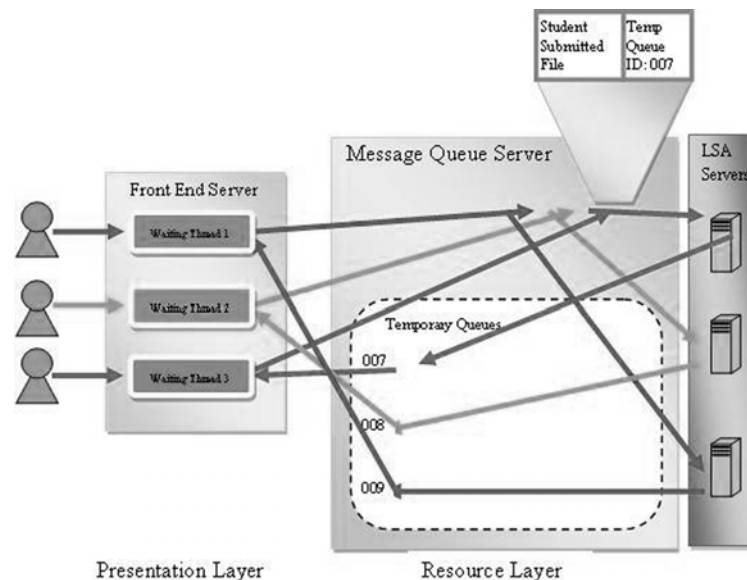 Student
Submitted
File
Temp
Queue
ID: 007
Message Queue Server
LSA
Servers
Front End Server
Waiting Thread 1
Waiting Thread 2
Waiting Thread 3
Temporary Queues
007
008
009
Presentation Layer
Resource Layer